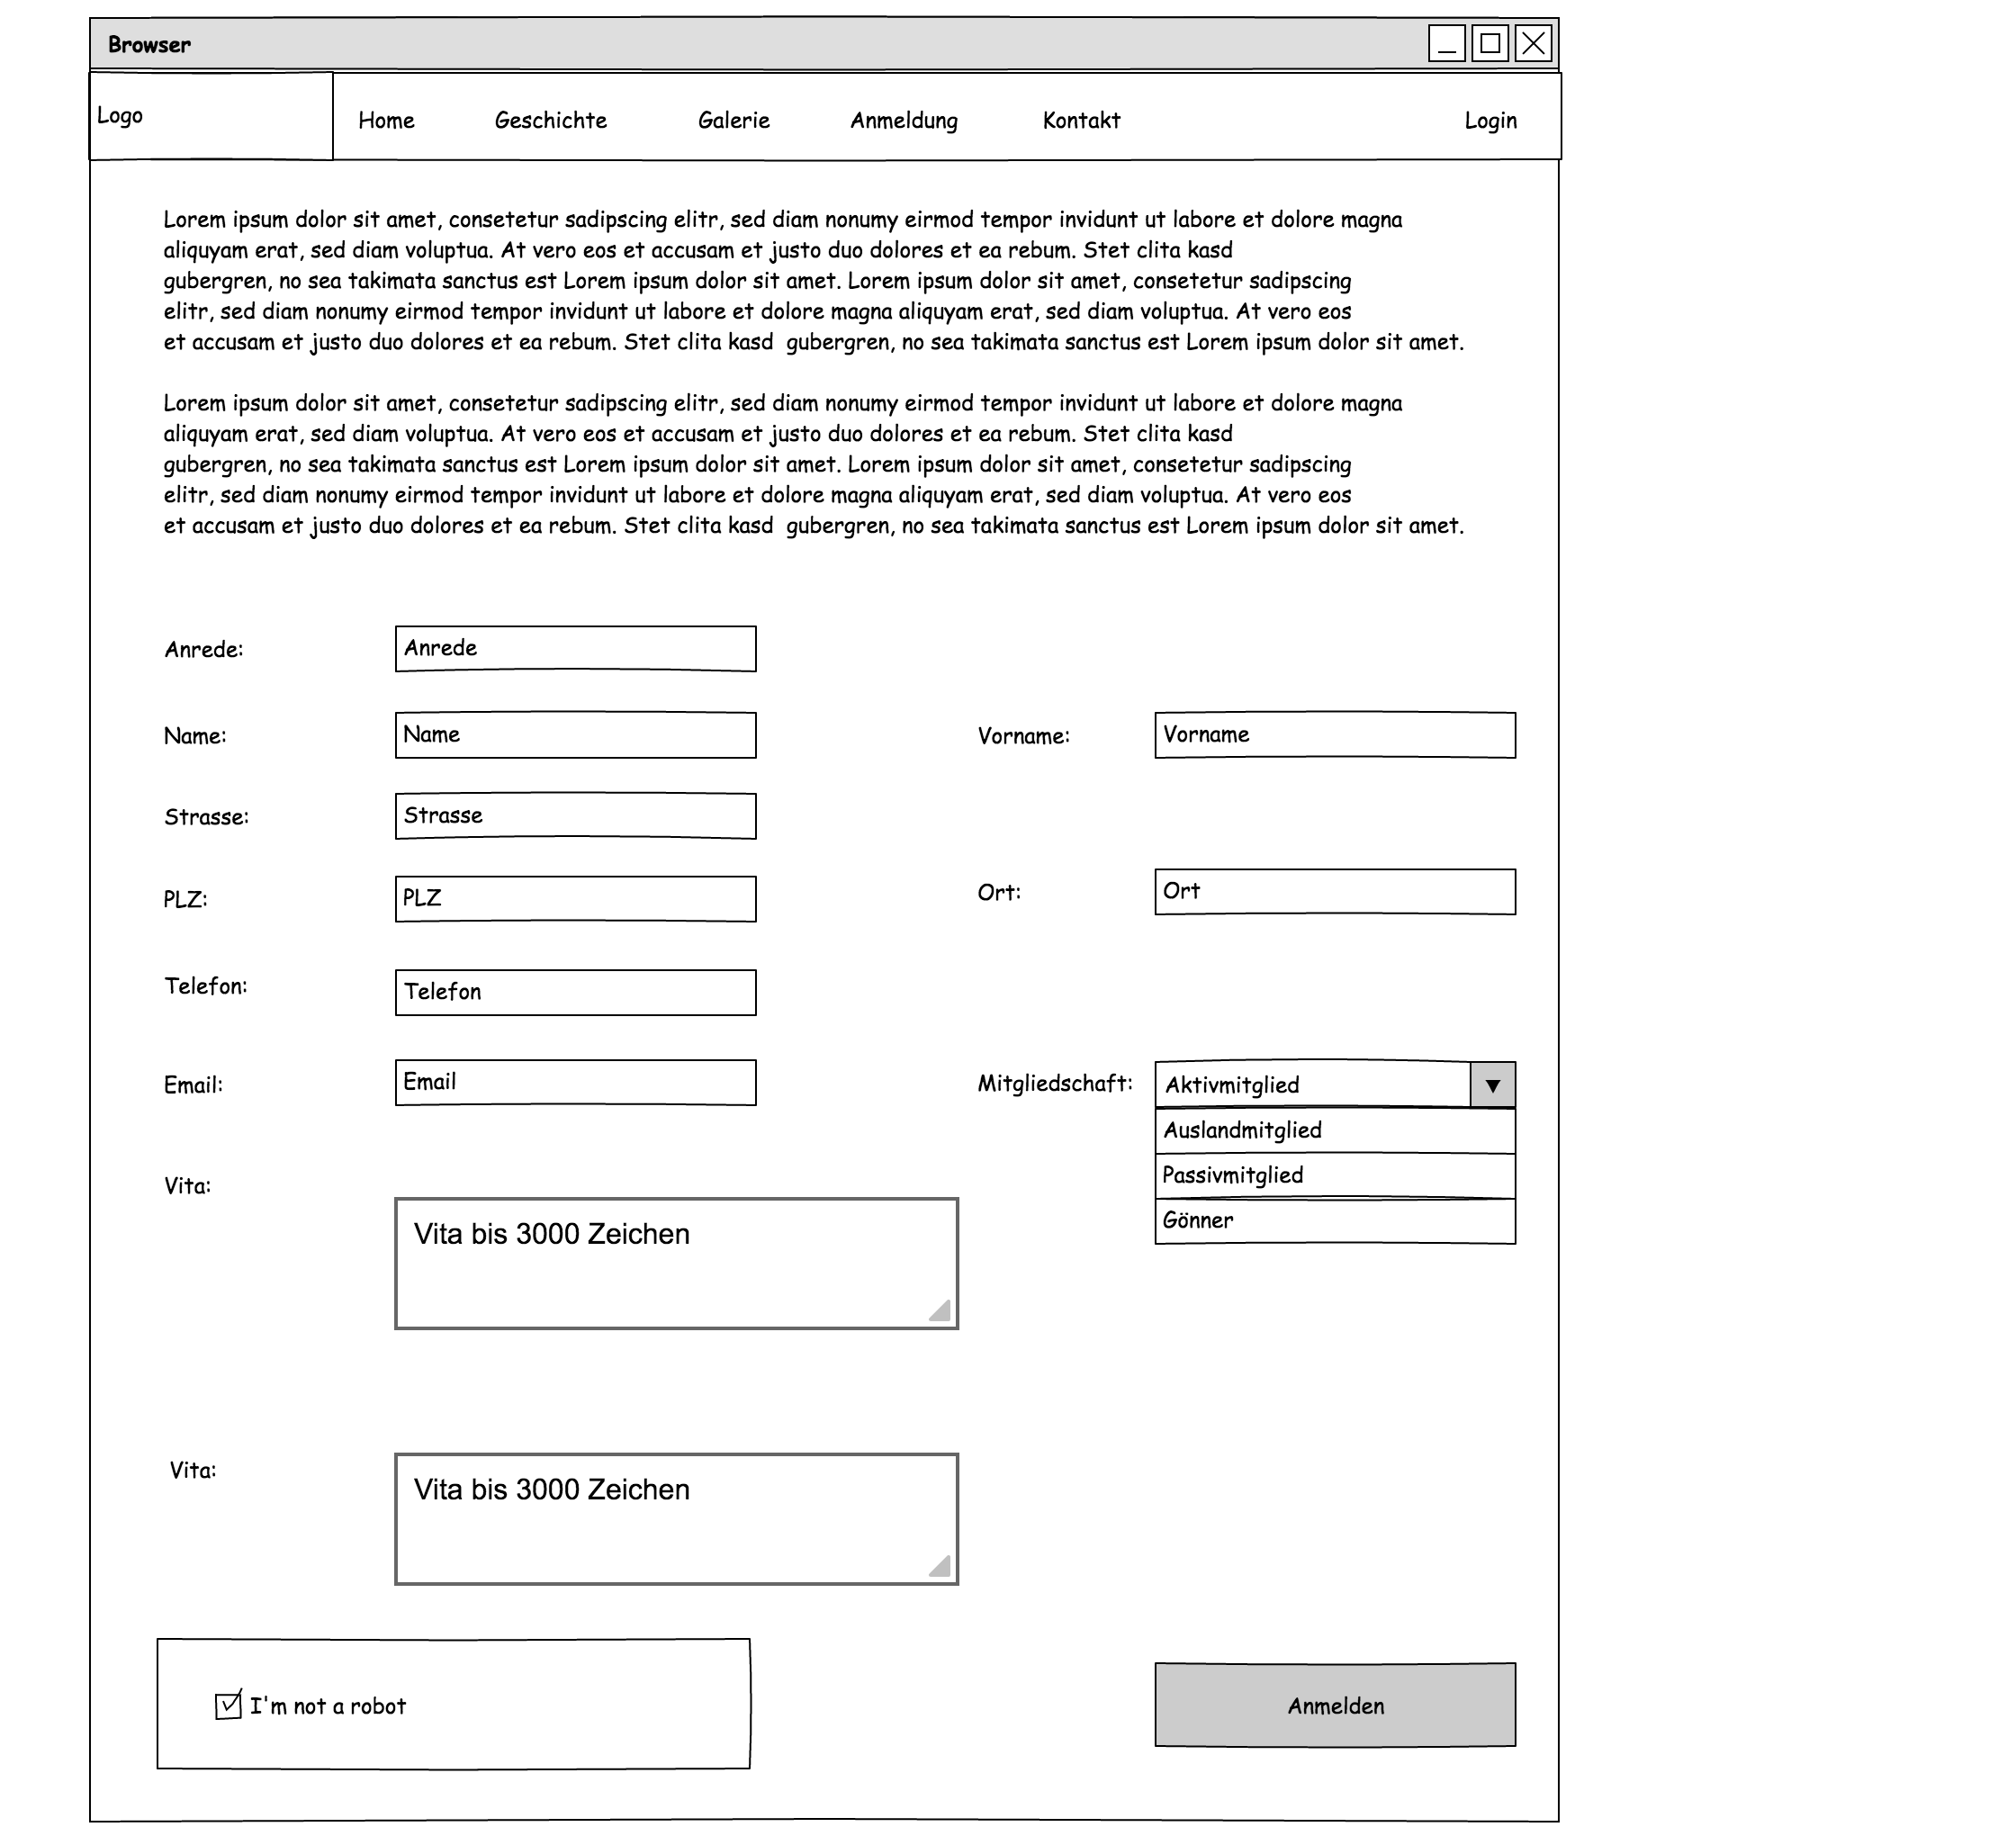 Browser
Logo
Home Geschichte Galerie Anmeldung Kontakt Login
Lorem ipsum dolor sit amet, consetetur sadipscing elitr, sed diam nonumy eirmod tempor invidunt ut labore et dolore magna
aliquyam erat, sed diam voluptua. At vero eos et accusam et justo duo dolores et ea rebum. Stet clita kasd
gubergren, no sea takimata sanctus est Lorem ipsum dolor sit amet. Lorem ipsum dolor sit amet, consetetur sadipscing
elitr, sed diam nonumy eirmod tempor invidunt ut labore et dolore magna aliquyam erat, sed diam voluptua. At vero eos
et accusam et justo duo dolores et ea rebum. Stet clita kasd gubergren, no sea takimata sanctus est Lorem ipsum dolor sit amet.
Lorem ipsum dolor sit amet, consetetur sadipscing elitr, sed diam nonumy eirmod tempor invidunt ut labore et dolore magna
aliquyam erat, sed diam voluptua. At vero eos et accusam et justo duo dolores et ea rebum. Stet clita kasd
gubergren, no sea takimata sanctus est Lorem ipsum dolor sit amet. Lorem ipsum dolor sit amet, consetetur sadipscing
elitr, sed diam nonumy eirmod tempor invidunt ut labore et dolore magna aliquyam erat, sed diam voluptua. At vero eos
et accusam et justo duo dolores et ea rebum. Stet clita kasd gubergren, no sea takimata sanctus est Lorem ipsum dolor sit amet.
Anrede: Anrede
Name: Name Vorname: Vorname
Strasse: Strasse
PLZ: PLZ Ort: Ort
Telefon: Telefon
Email: Email Mitgliedschaft: Aktivmitglied
Auslandmitglied
Passivmitglied
Gönner
Vita:
Vita bis 3000 Zeichen
Vita:
Vita bis 3000 Zeichen
I'm not a robot
Anmelden